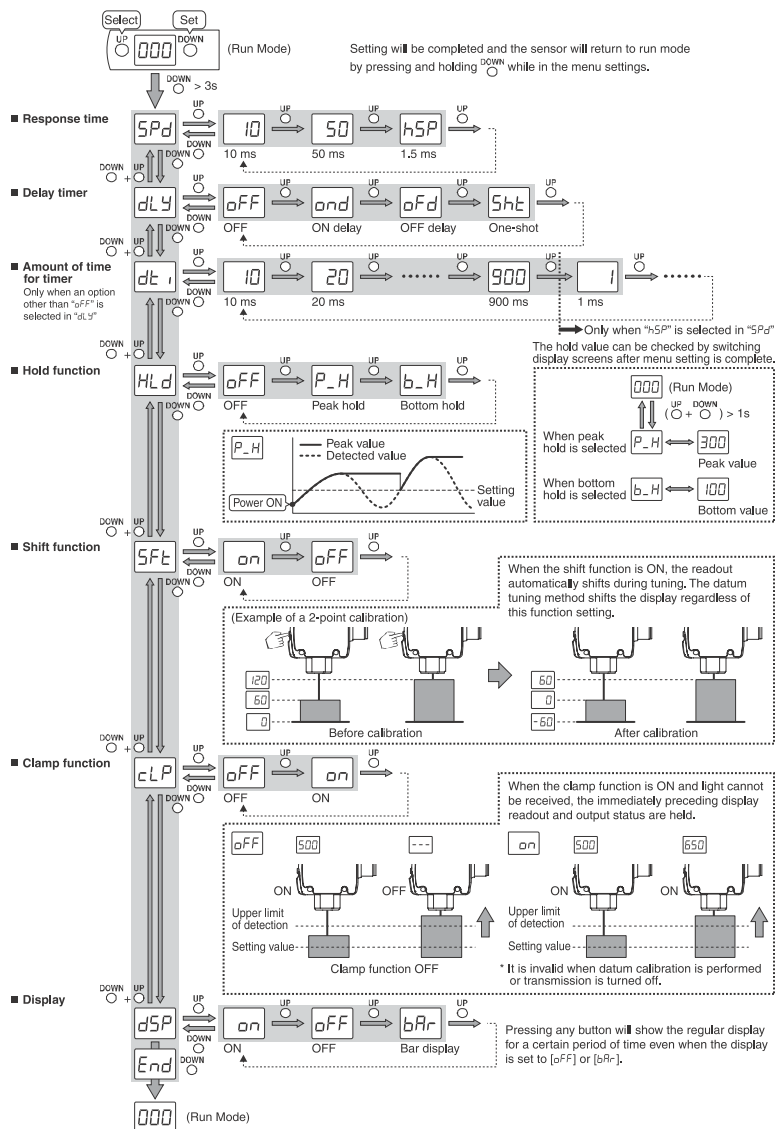 Select
Set
UP
000
DOWN
(Run Mode)
Setting will be completed and the sensor will return to run mode
by pressing and holding DOWN while in the menu settings.
DOWN
> 3s
■ Response time
SPd
UP
DOWN
10
UP
50
UP
hSP
UP
10 ms
50 ms
1.5 ms
DOWN + UP
DOWN
■ Delay timer
dLY
UP
DOWN
oFF
UP
ond
UP
oFd
UP
Sht
UP
OFF
ON delay
OFF delay
One-shot
DOWN + UP
DOWN
■ Amount of time
for timer
Only when an option
other than "oFF" is
selected in "dLY"
dti
UP
DOWN
10
UP
20
UP
......
900
UP
1
UP
......
10 ms
20 ms
900 ms
1 ms
Only when "hSP" is selected in "SPd"
The hold value can be checked by switching
display screens after menu setting is complete.
DOWN + UP
DOWN
■ Hold function
HLd
UP
DOWN
oFF
UP
P_H
UP
b_H
UP
OFF
Peak hold
Bottom hold
P_H
Peak value
Detected value
Power ON
Setting
value
000
(Run Mode)
(UP + DOWN) > 1s
When peak
hold is selected
P_H
300
Peak value
When bottom
hold is selected
b_H
100
Bottom value
DOWN + UP
DOWN
■ Shift function
SFt
UP
DOWN
on
UP
oFF
UP
ON
OFF
When the shift function is ON, the readout
automatically shifts during tuning. The datum
tuning method shifts the display regardless of
this function setting.
(Example of a 2-point calibration)
120
60
0
Before calibration
60
0
-60
After calibration
DOWN + UP
DOWN
■ Clamp function
cLP
UP
DOWN
oFF
UP
on
UP
OFF
ON
When the clamp function is ON and light cannot
be received, the immediately preceding display
readout and output status are held.
oFF
500
---
on
500
650
ON
OFF
ON
ON
Upper limit
of detection
Setting value
Upper limit
of detection
Setting value
Clamp function OFF
* It is invalid when datum calibration is performed
or transmission is turned off.
DOWN + UP
DOWN
■ Display
dSP
UP
DOWN
on
UP
oFF
UP
bAr
UP
ON
OFF
Bar display
Pressing any button will show the regular display
for a certain period of time even when the display
is set to [oFF] or [bAr].
End
DOWN
000
(Run Mode)